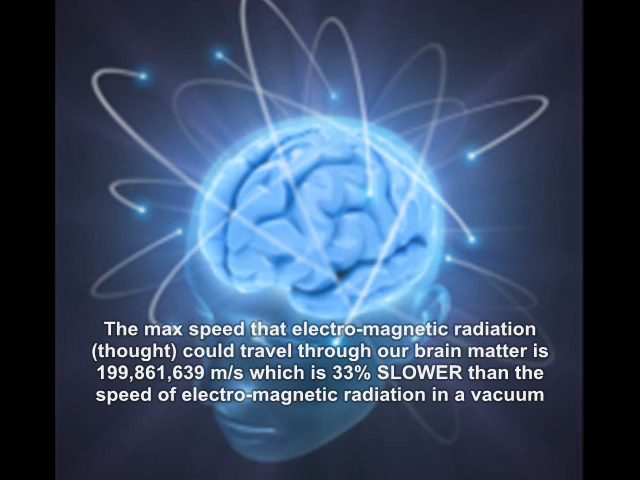 The max speed that electro-magnetic radiation
(thought) could travel through our brain matter is
199,861,639 m/s which is 33% SLOWER than the
speed of electro-magnetic radiation in a vacuum